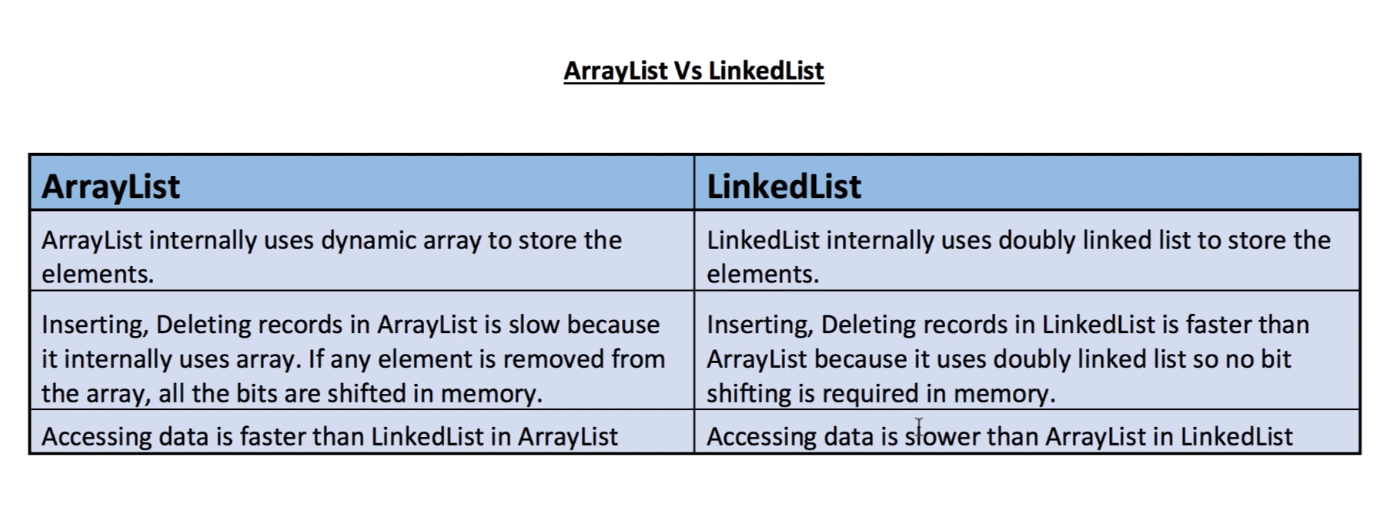 ArrayList Vs LinkedList
ArrayList
LinkedList
ArrayList internally uses dynamic array to store the
elements.
LinkedList internally uses doubly linked list to store the
elements.
Inserting, Deleting records in ArrayList is slow because
it internally uses array. If any element is removed from
the array, all the bits are shifted in memory.
Inserting, Deleting records in LinkedList is faster than
ArrayList because it uses doubly linked list so no bit
shifting is required in memory.
Accessing data is faster than LinkedList in ArrayList
Accessing data is slower than ArrayList in LinkedList